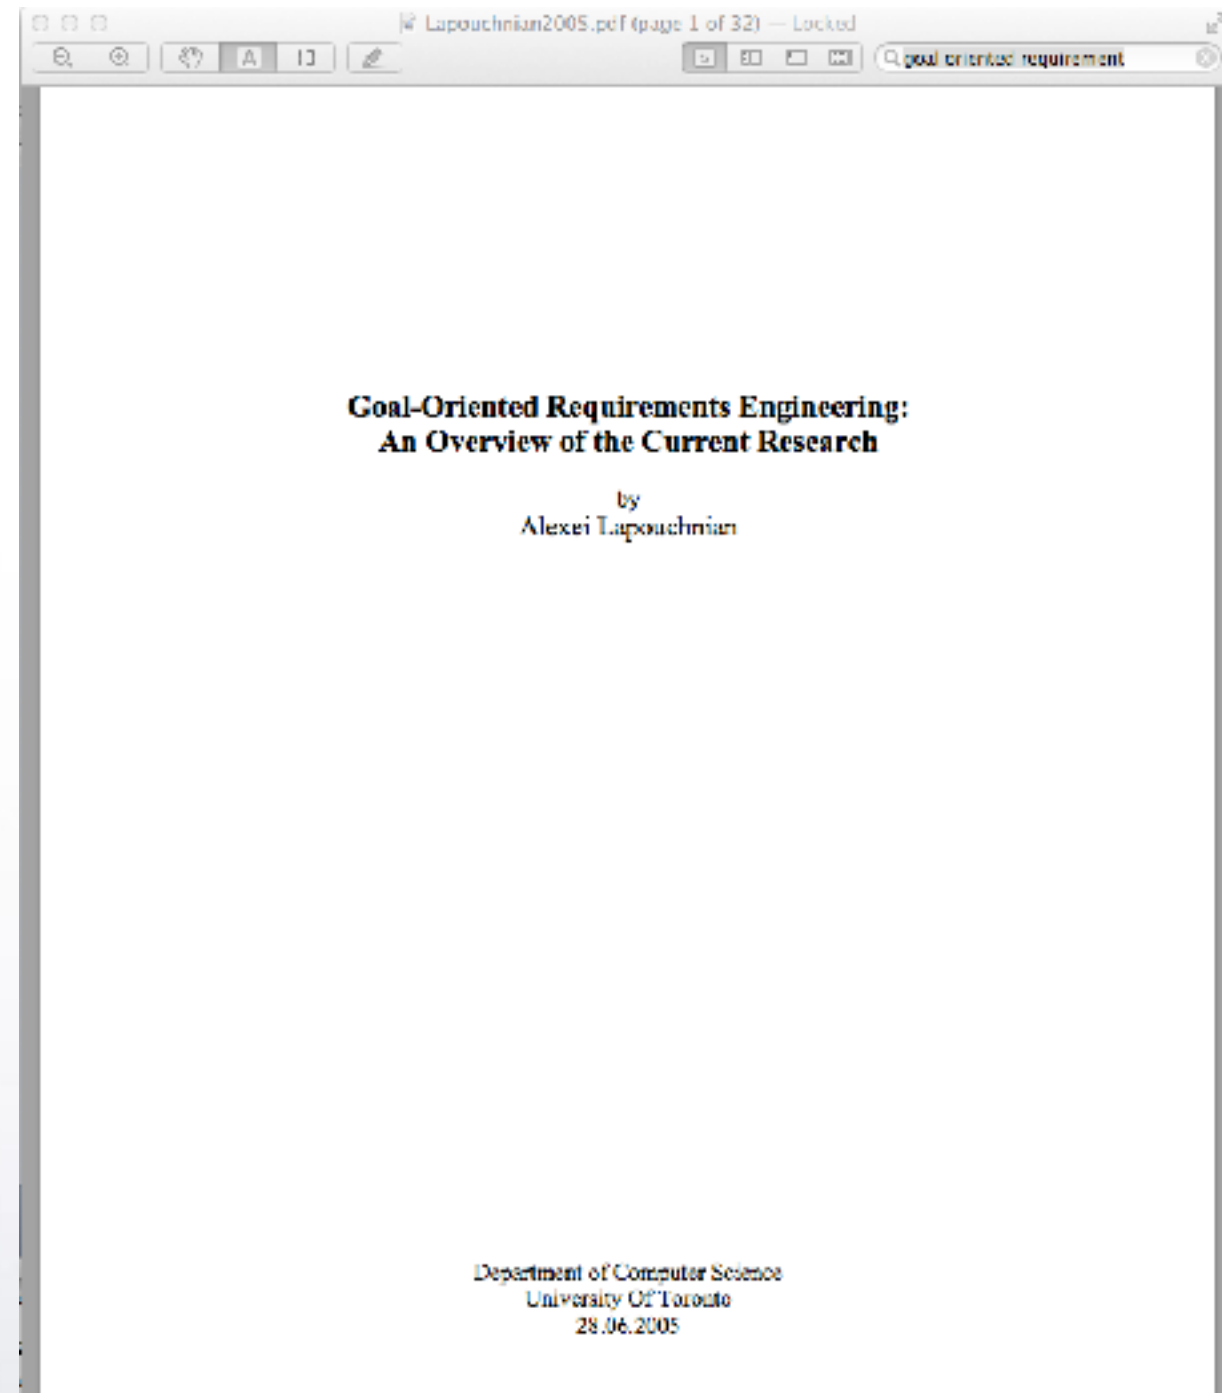 Lapouchnian2005.pdf (page 1 of 32) — Locked
goal oriented requirement
Goal-Oriented Requirements Engineering:
An Overview of the Current Research
by
Alexei Lapouchnian
Department of Computer Science
University Of Toronto
28.06.2005